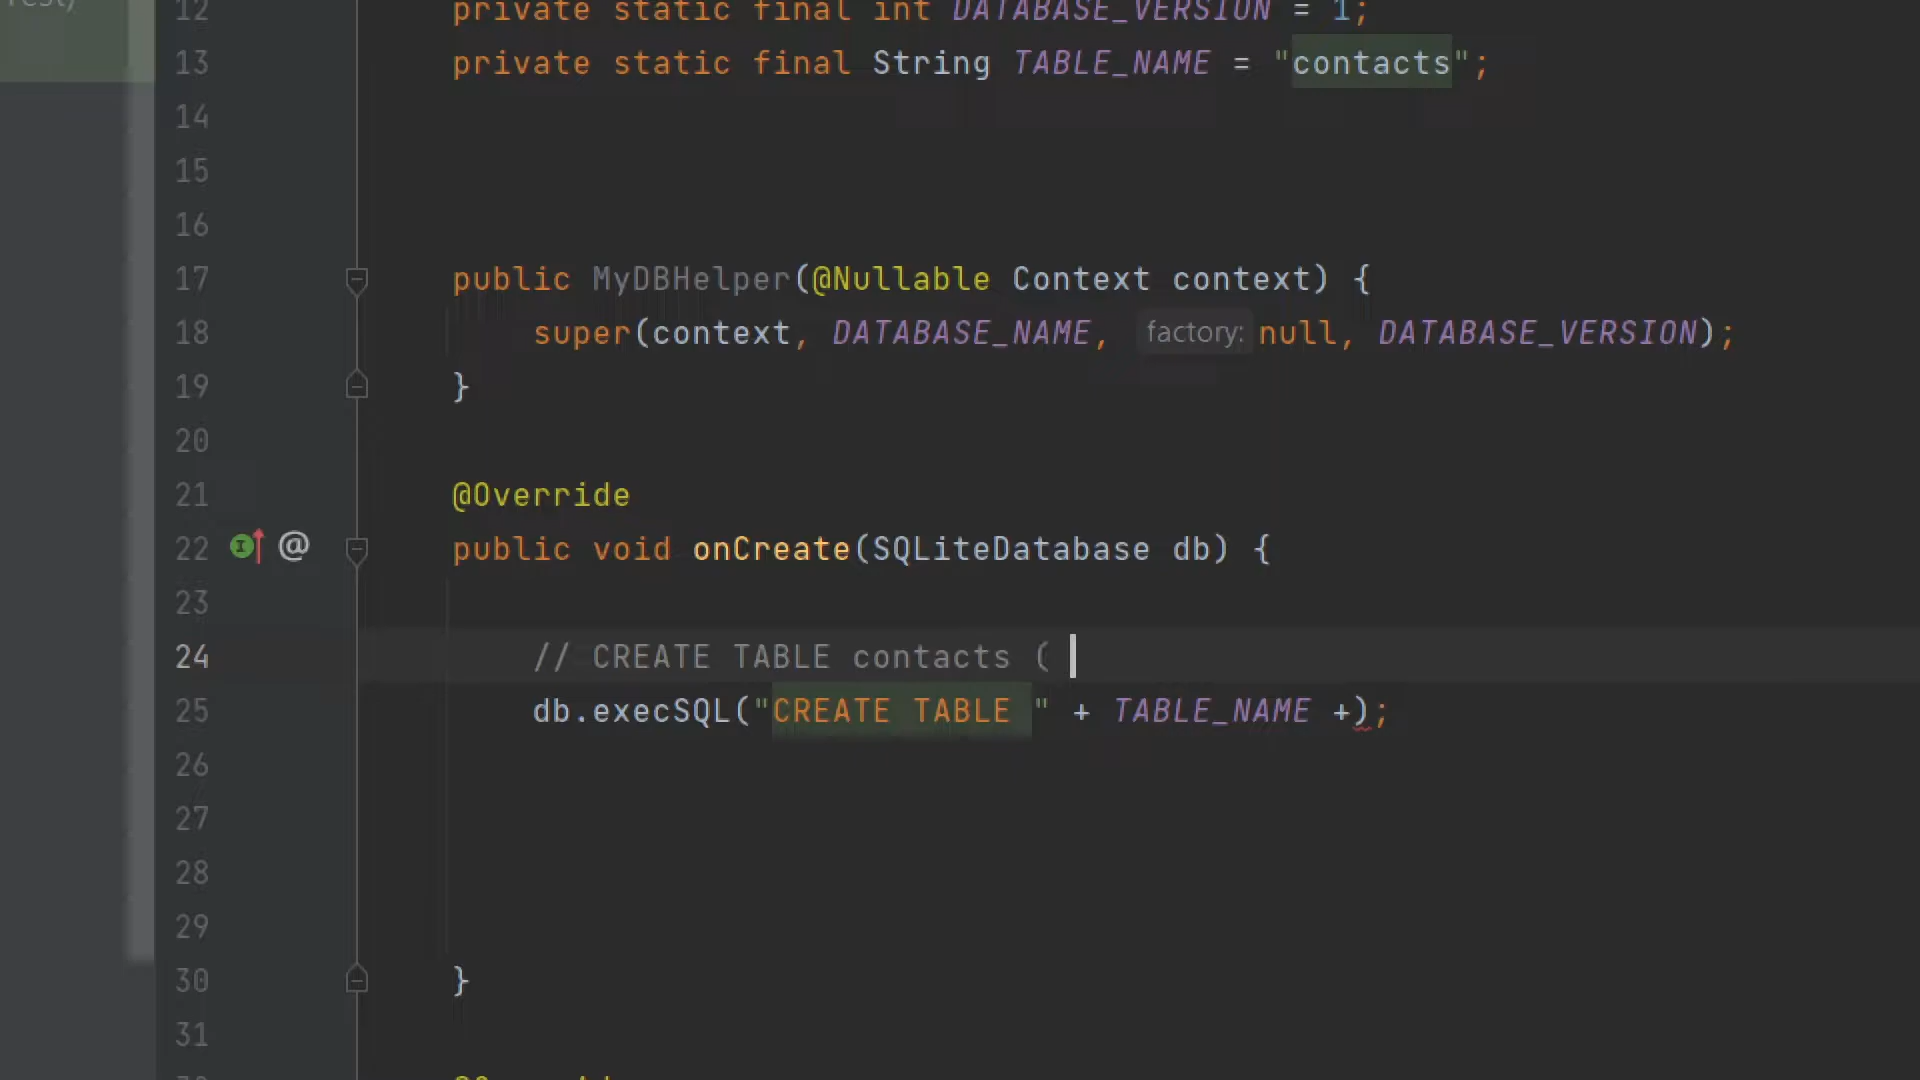 12 private static final int DATABASE_VERSION = 1;
13 private static final String TABLE_NAME = "contacts";
14
15
16
17 public MyDBHelper(@Nullable Context context) {
18 super(context, DATABASE_NAME, factory: null, DATABASE_VERSION);
19 }
20
21 @Override
22 @ public void onCreate(SQLiteDatabase db) {
23
24 // CREATE TABLE contacts (
25 db.execSQL("CREATE TABLE " + TABLE_NAME +);
26
27
28
29
30 }
31